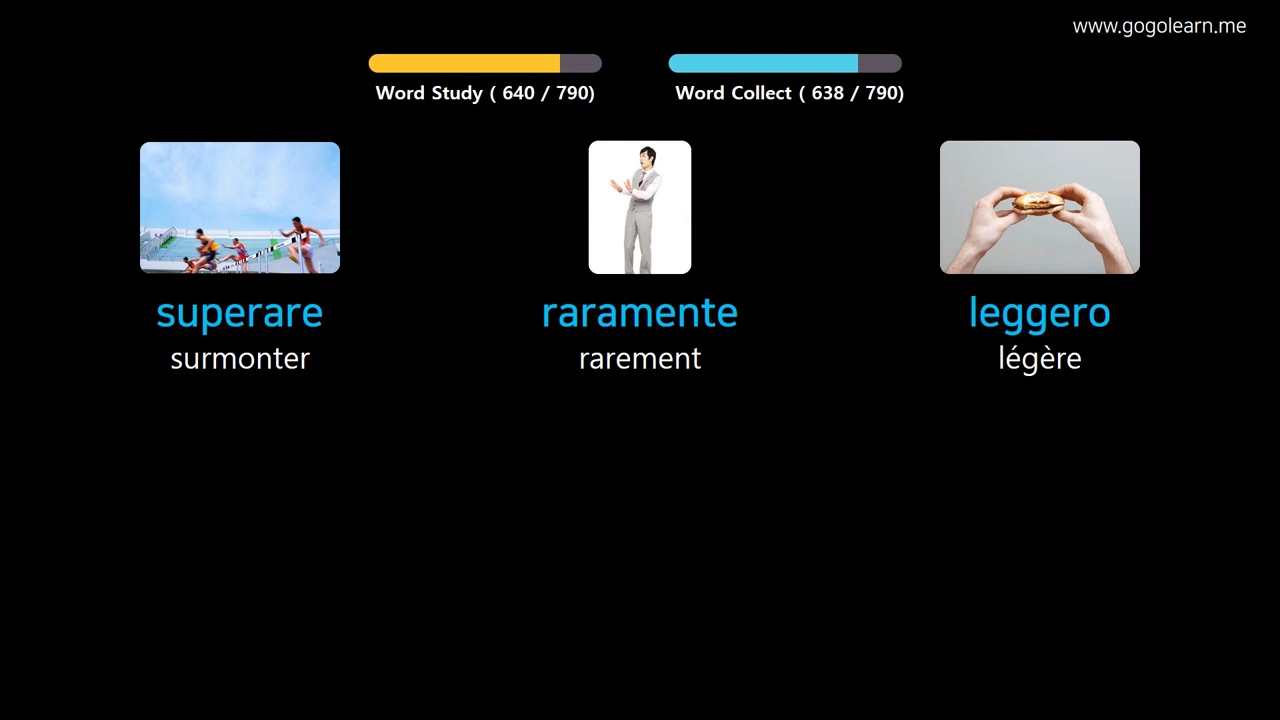 www.gogolearn.me
Word Study ( 640 / 790)
Word Collect ( 638 / 790)
superare
surmonter
raramente
rarement
leggero
légère